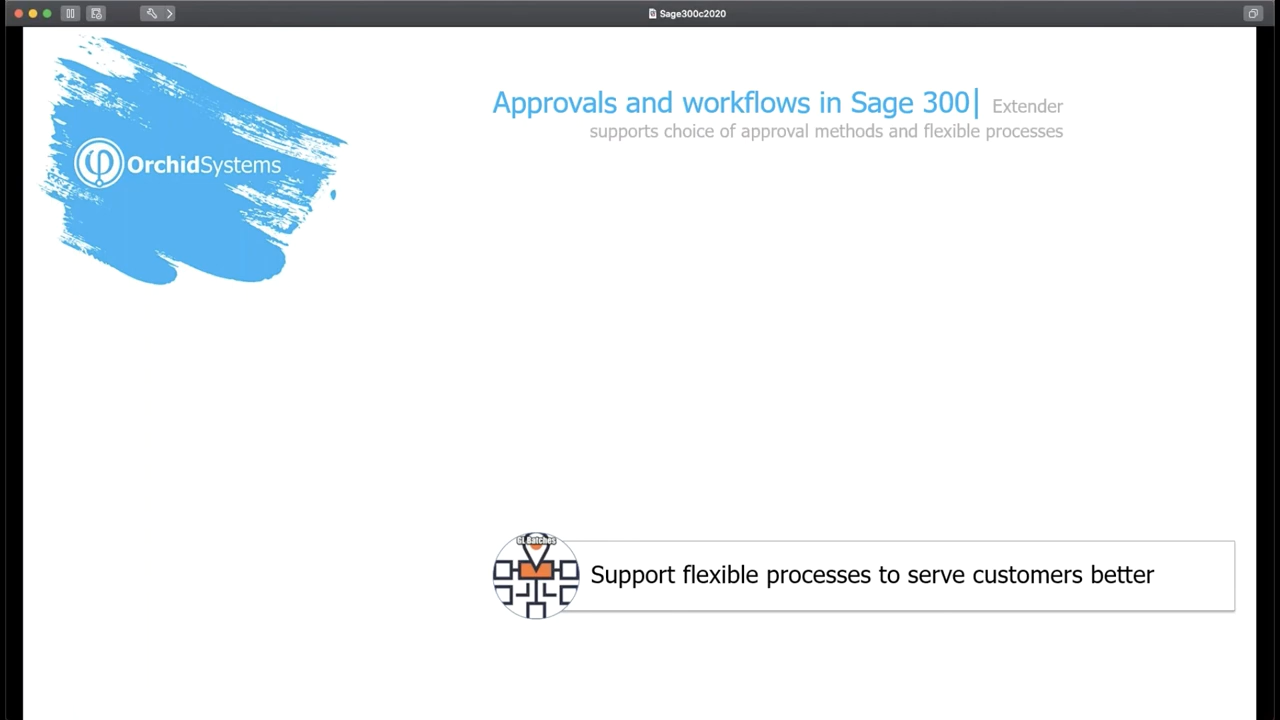 Sage300c2020
Approvals and workflows in Sage 300| Extender
supports choice of approval methods and flexible processes
OrchidSystems
GL Batches
Support flexible processes to serve customers better